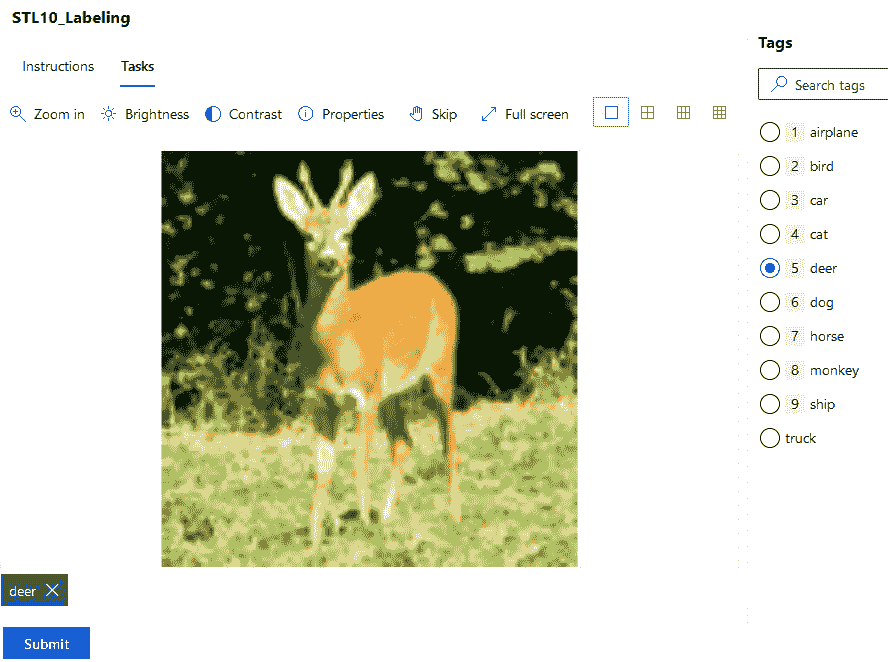 STL10_Labeling
Instructions Tasks
Zoom in Brightness Contrast Properties Skip Full screen
Tags
Search tags
1 airplane
2 bird
3 car
4 cat
5 deer
6 dog
7 horse
8 monkey
9 ship
truck
deer
Submit